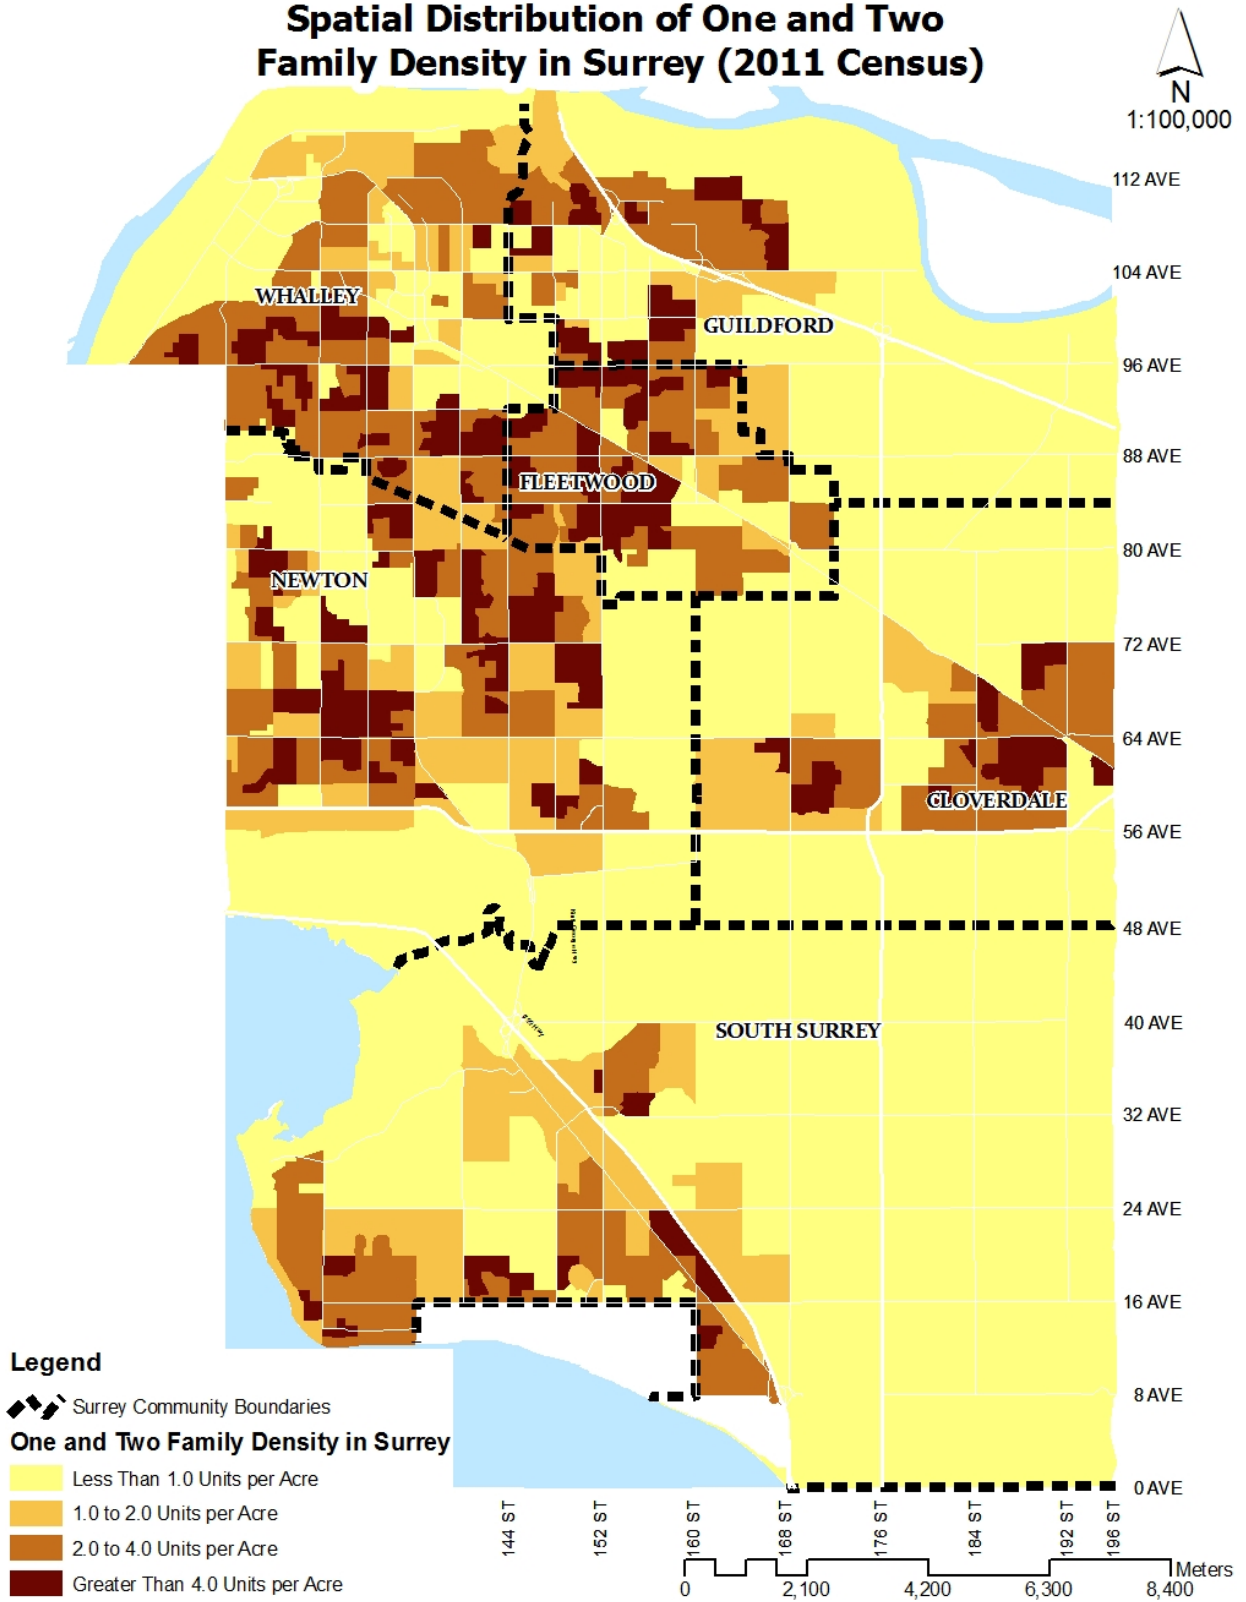 Spatial Distribution of One and Two
Family Density in Surrey (2011 Census)
N
1:100,000
112 AVE
104 AVE
WHALLEY
GUILDFORD
96 AVE
88 AVE
FLEETWOOD
80 AVE
NEWTON
72 AVE
64 AVE
CLOVERDALE
56 AVE
48 AVE
40 AVE
SOUTH SURREY
32 AVE
24 AVE
16 AVE
8 AVE
0 AVE
Legend
Surrey Community Boundaries
One and Two Family Density in Surrey
Less Than 1.0 Units per Acre
1.0 to 2.0 Units per Acre
2.0 to 4.0 Units per Acre
Greater Than 4.0 Units per Acre
144 ST
152 ST
160 ST
168 ST
176 ST
184 ST
192 ST
196 ST
Meters
0 2,100 4,200 6,300 8,400